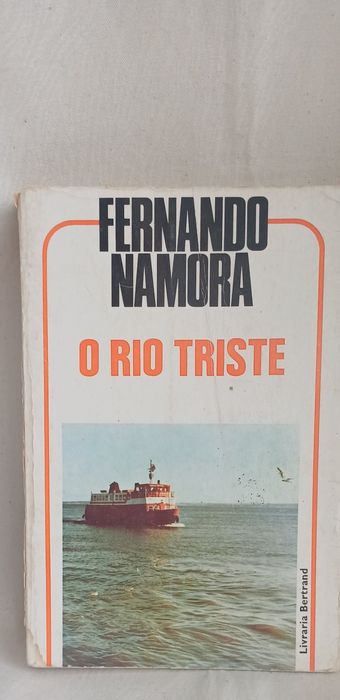 FERNANDO
NAMORA
O RIO TRISTE
Livraria Bertrand